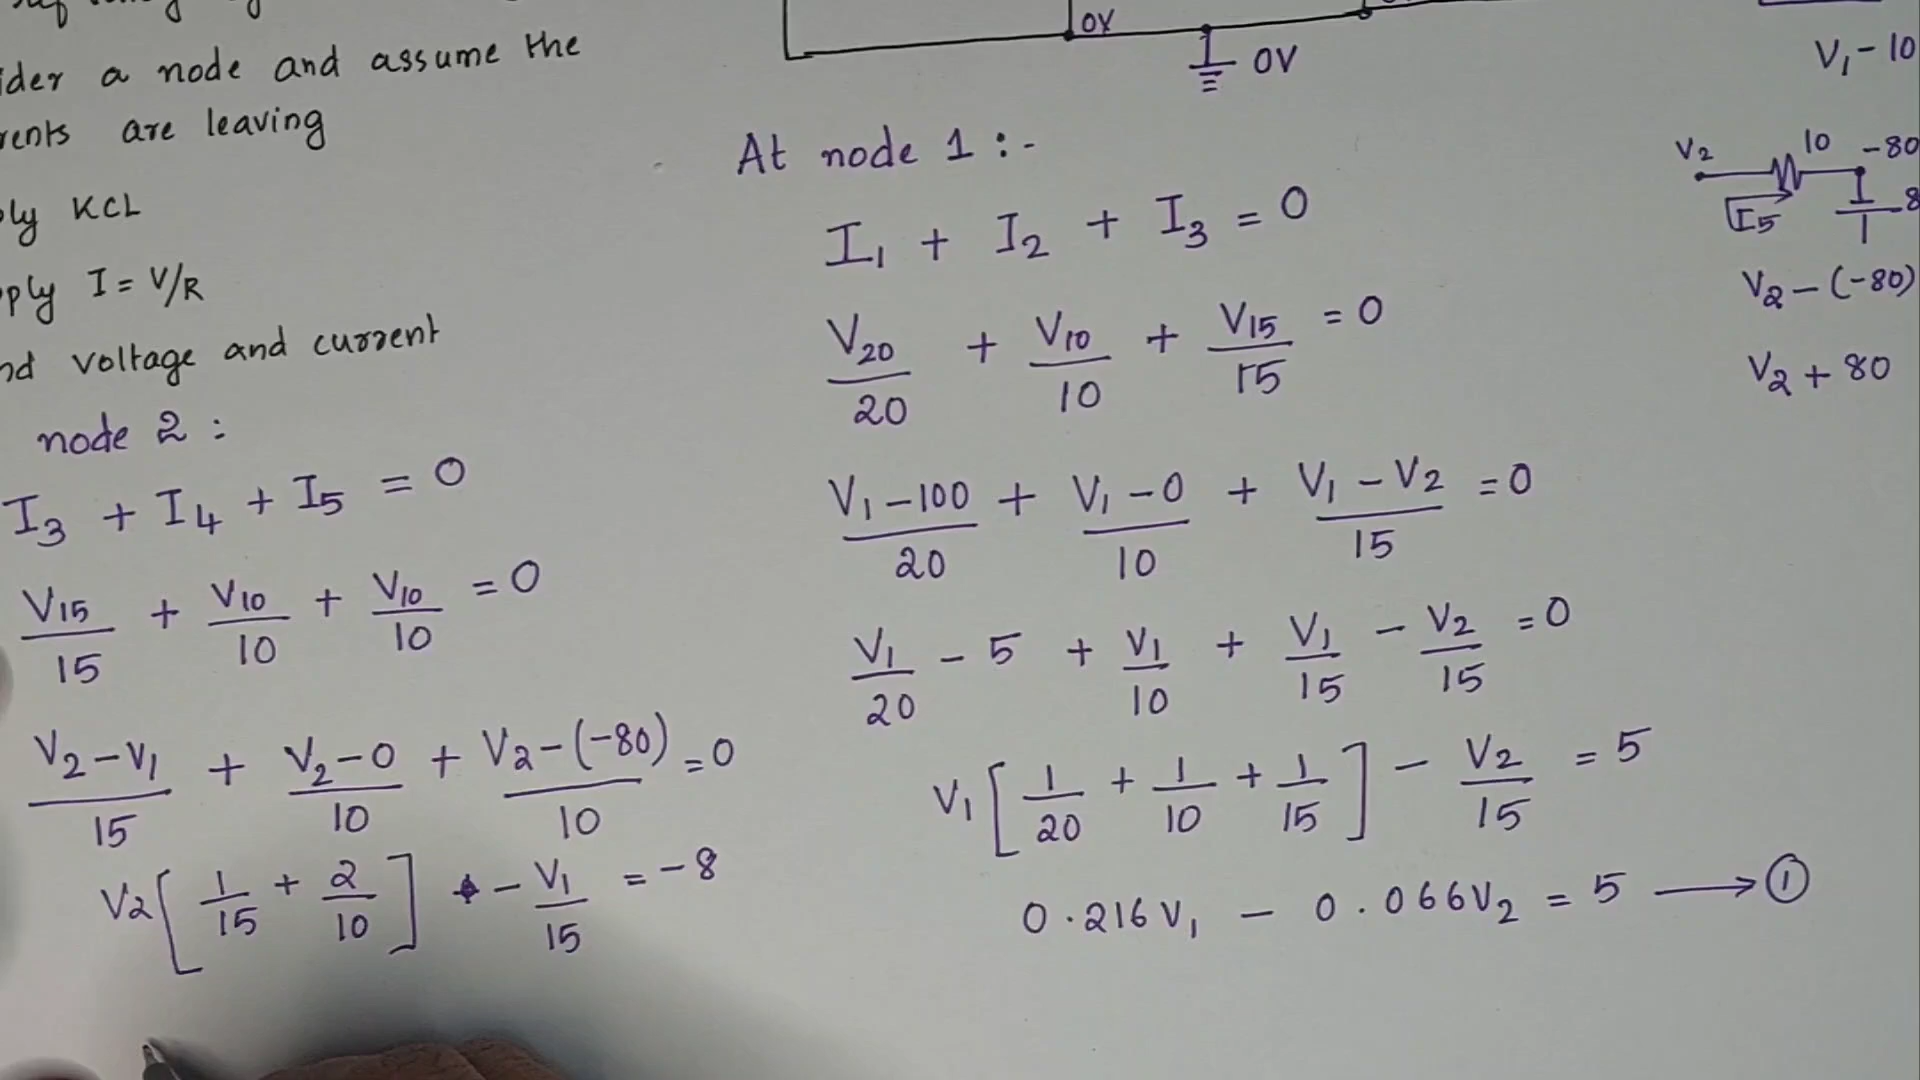 ider a node and assume the
rents are leaving
ply KCL
pply I = V/R
nd voltage and current
node 2 :
I3 + I4 + I5 = 0
V15/15 + V10/10 + V10/10 = 0
V2-V1/15 + V2-0/10 + V2-(-80)/10 = 0
V2[1/15 + 2/10] - V1/15 = -8
0V
0V
At node 1 :-
I1 + I2 + I3 = 0
V20/20 + V10/10 + V15/15 = 0
V1-100/20 + V1-0/10 + V1-V2/15 = 0
V1/20 - 5 + V1/10 + V1/15 - V2/15 = 0
V1[1/20 + 1/10 + 1/15] - V2/15 = 5
0.216V1 - 0.066V2 = 5 → ①
V1-10
V2 10 -80
I5 8
V2-(-80)
V2+80